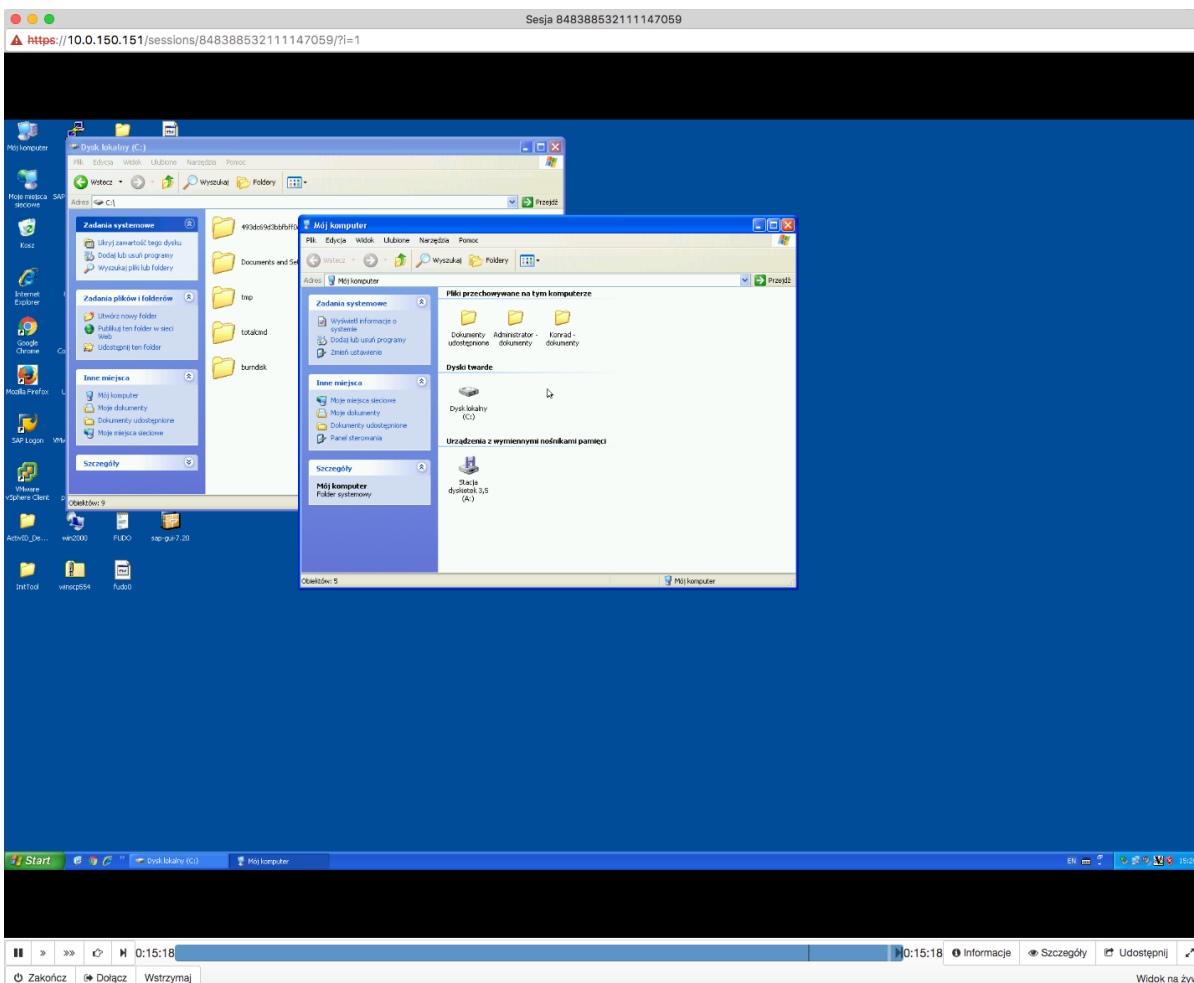 Sesja 848388532111147059
https://10.0.150.151/sessions/848388532111147059/?i=1
Mój komputer
Moje miejsca sieciowe
SAP
Kosz
Internet Explorer
Google Chrome
Mozilla Firefox
SAP Logon
VMware vSphere Client
ActivID_De...
win2000
FUDO
sap-gui-7.20
InitTool
winscp554
fudo0
Dysk lokalny (C:)
Plik Edycja Widok Ulubione Narzędzia Pomoc
Wstecz
Wyszukaj
Foldery
Adres C:\
Przejdź
Zadania systemowe
Ukryj zawartość tego dysku
Dodaj lub usuń programy
Wyszukaj pliki lub foldery
Zadania plików i folderów
Utwórz nowy folder
Publikuj ten folder w sieci Web
Udostępnij ten folder
Inne miejsca
Mój komputer
Moje dokumenty
Dokumenty udostępnione
Moje miejsca sieciowe
Szczegóły
Documents and Set
tmp
totalcmd
burndisk
Obiektów: 9
Mój komputer
Plik Edycja Widok Ulubione Narzędzia Pomoc
Wstecz
Wyszukaj
Foldery
Adres Mój komputer
Przejdź
Zadania systemowe
Wyświetl informacje o systemie
Dodaj lub usuń programy
Zmień ustawienie
Inne miejsca
Moje miejsca sieciowe
Moje dokumenty
Dokumenty udostępnione
Panel sterowania
Szczegóły
Mój komputer
Folder systemowy
Pliki przechowywane na tym komputerze
Dokumenty udostępnione
Administrator - dokumenty
Konrad - dokumenty
Dyski twarde
Dysk lokalny (C:)
Urządzenia z wymiennymi nośnikami pamięci
Stacja dyskietek 3,5 (A:)
Obiektów: 5
Mój komputer
Start
Dysk lokalny (C:)
Mój komputer
EN
0:15:18
0:15:18
Informacje
Szczegóły
Udostępnij
Zakończ
Dołącz
Wstrzymaj
Widok na żyw